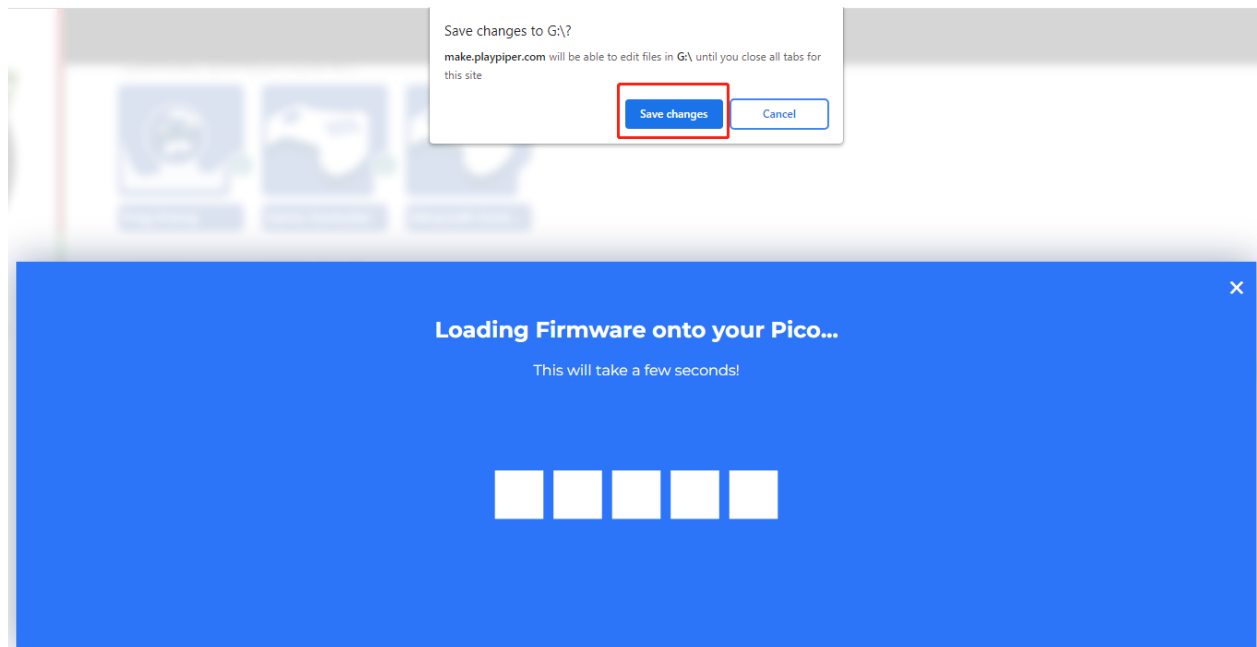 Save changes to G:\?
make.playpiper.com will be able to edit files in G:\ until you close all tabs for
this site
Save changes
Cancel
Loading Firmware onto your Pico...
This will take a few seconds!